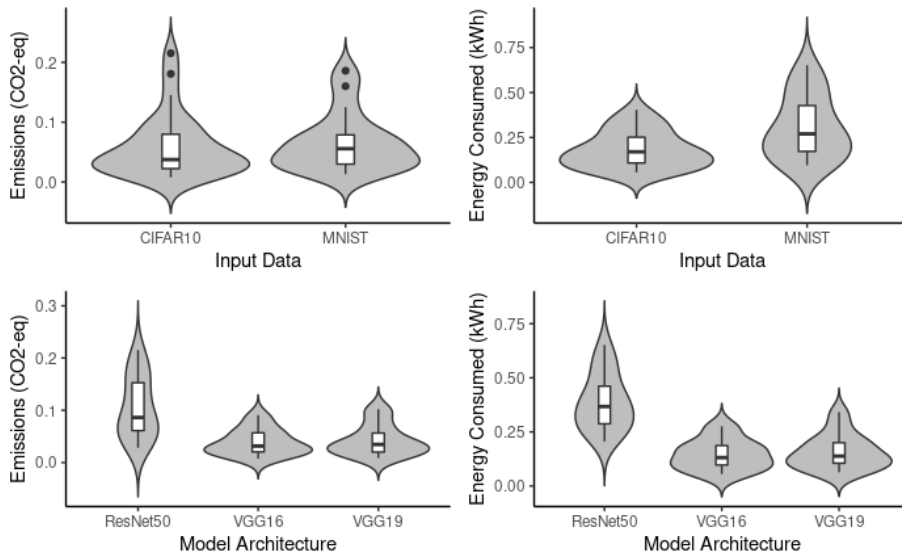 Emissions (CO2-eq)
0.2
0.1
0.0
CIFAR10 MNIST
Input Data
Energy Consumed (kWh)
0.75
0.50
0.25
0.00
CIFAR10 MNIST
Input Data
Emissions (CO2-eq)
0.3
0.2
0.1
0.0
ResNet50 VGG16 VGG19
Model Architecture
Energy Consumed (kWh)
0.75
0.50
0.25
0.00
ResNet50 VGG16 VGG19
Model Architecture